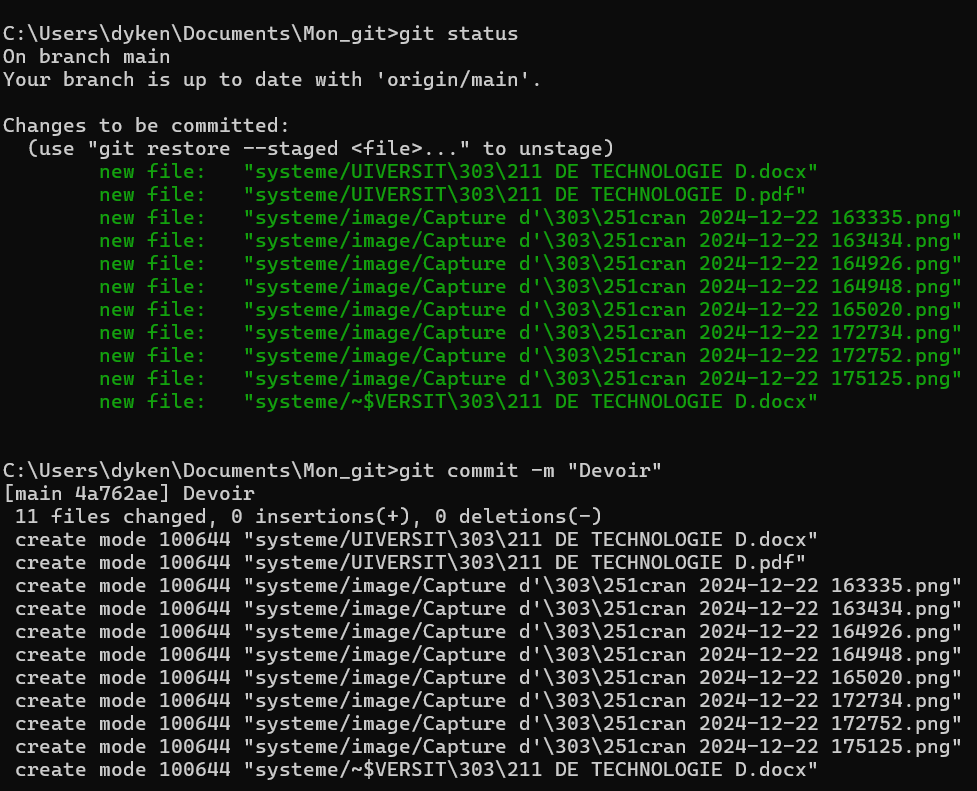 C:\Users\dyken\Documents\Mon_git>git status
On branch main
Your branch is up to date with 'origin/main'.
Changes to be committed:
(use "git restore --staged <file>..." to unstage)
new file: "systeme/UIVERSIT\303\211 DE TECHNOLOGIE D.docx"
new file: "systeme/UIVERSIT\303\211 DE TECHNOLOGIE D.pdf"
new file: "systeme/image/Capture d'\303\251cran 2024-12-22 163335.png"
new file: "systeme/image/Capture d'\303\251cran 2024-12-22 163434.png"
new file: "systeme/image/Capture d'\303\251cran 2024-12-22 164926.png"
new file: "systeme/image/Capture d'\303\251cran 2024-12-22 164948.png"
new file: "systeme/image/Capture d'\303\251cran 2024-12-22 165020.png"
new file: "systeme/image/Capture d'\303\251cran 2024-12-22 172734.png"
new file: "systeme/image/Capture d'\303\251cran 2024-12-22 172752.png"
new file: "systeme/image/Capture d'\303\251cran 2024-12-22 175125.png"
new file: "systeme/~$VERSIT\303\211 DE TECHNOLOGIE D.docx"
C:\Users\dyken\Documents\Mon_git>git commit -m "Devoir"
[main 4a762ae] Devoir
11 files changed, 0 insertions(+), 0 deletions(-)
create mode 100644 "systeme/UIVERSIT\303\211 DE TECHNOLOGIE D.docx"
create mode 100644 "systeme/UIVERSIT\303\211 DE TECHNOLOGIE D.pdf"
create mode 100644 "systeme/image/Capture d'\303\251cran 2024-12-22 163335.png"
create mode 100644 "systeme/image/Capture d'\303\251cran 2024-12-22 163434.png"
create mode 100644 "systeme/image/Capture d'\303\251cran 2024-12-22 164926.png"
create mode 100644 "systeme/image/Capture d'\303\251cran 2024-12-22 164948.png"
create mode 100644 "systeme/image/Capture d'\303\251cran 2024-12-22 165020.png"
create mode 100644 "systeme/image/Capture d'\303\251cran 2024-12-22 172734.png"
create mode 100644 "systeme/image/Capture d'\303\251cran 2024-12-22 172752.png"
create mode 100644 "systeme/image/Capture d'\303\251cran 2024-12-22 175125.png"
create mode 100644 "systeme/~$VERSIT\303\211 DE TECHNOLOGIE D.docx"